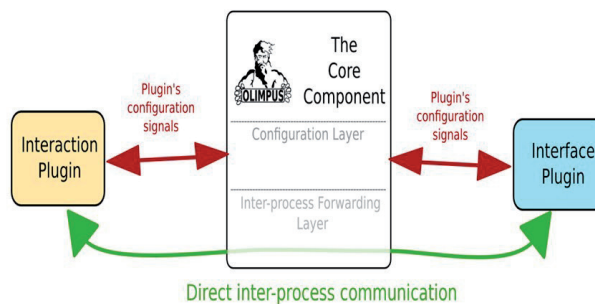 The
Core
Component
OLIMPUS
Plugin's
configuration
signals
Plugin's
configuration
signals
Configuration Layer
Interaction
Plugin
Interface
Plugin
Inter-process Forwarding
Layer
Direct inter-process communication